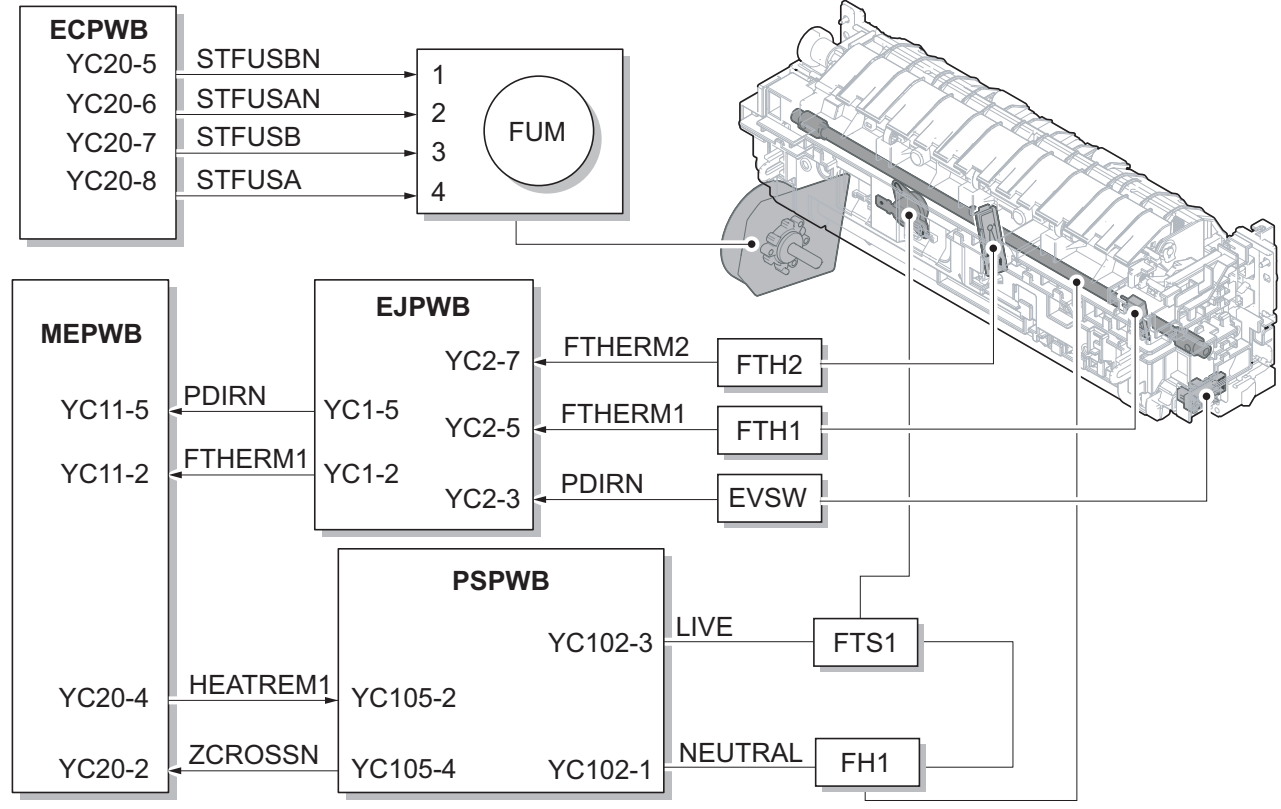 ECPWB
YC20-5 STFUSBN 1
YC20-6 STFUSAN 2
YC20-7 STFUSB 3
YC20-8 STFUSA 4
FUM
MEPWB
EJPWB
YC2-7 FTHERM2 FTH2
YC11-5 PDIRN YC1-5
YC2-5 FTHERM1 FTH1
YC11-2 FTHERM1 YC1-2
YC2-3 PDIRN EVSW
PSPWB
YC102-3 LIVE FTS1
YC20-4 HEATREM1 YC105-2
YC20-2 ZCROSSN YC105-4
YC102-1 NEUTRAL FH1